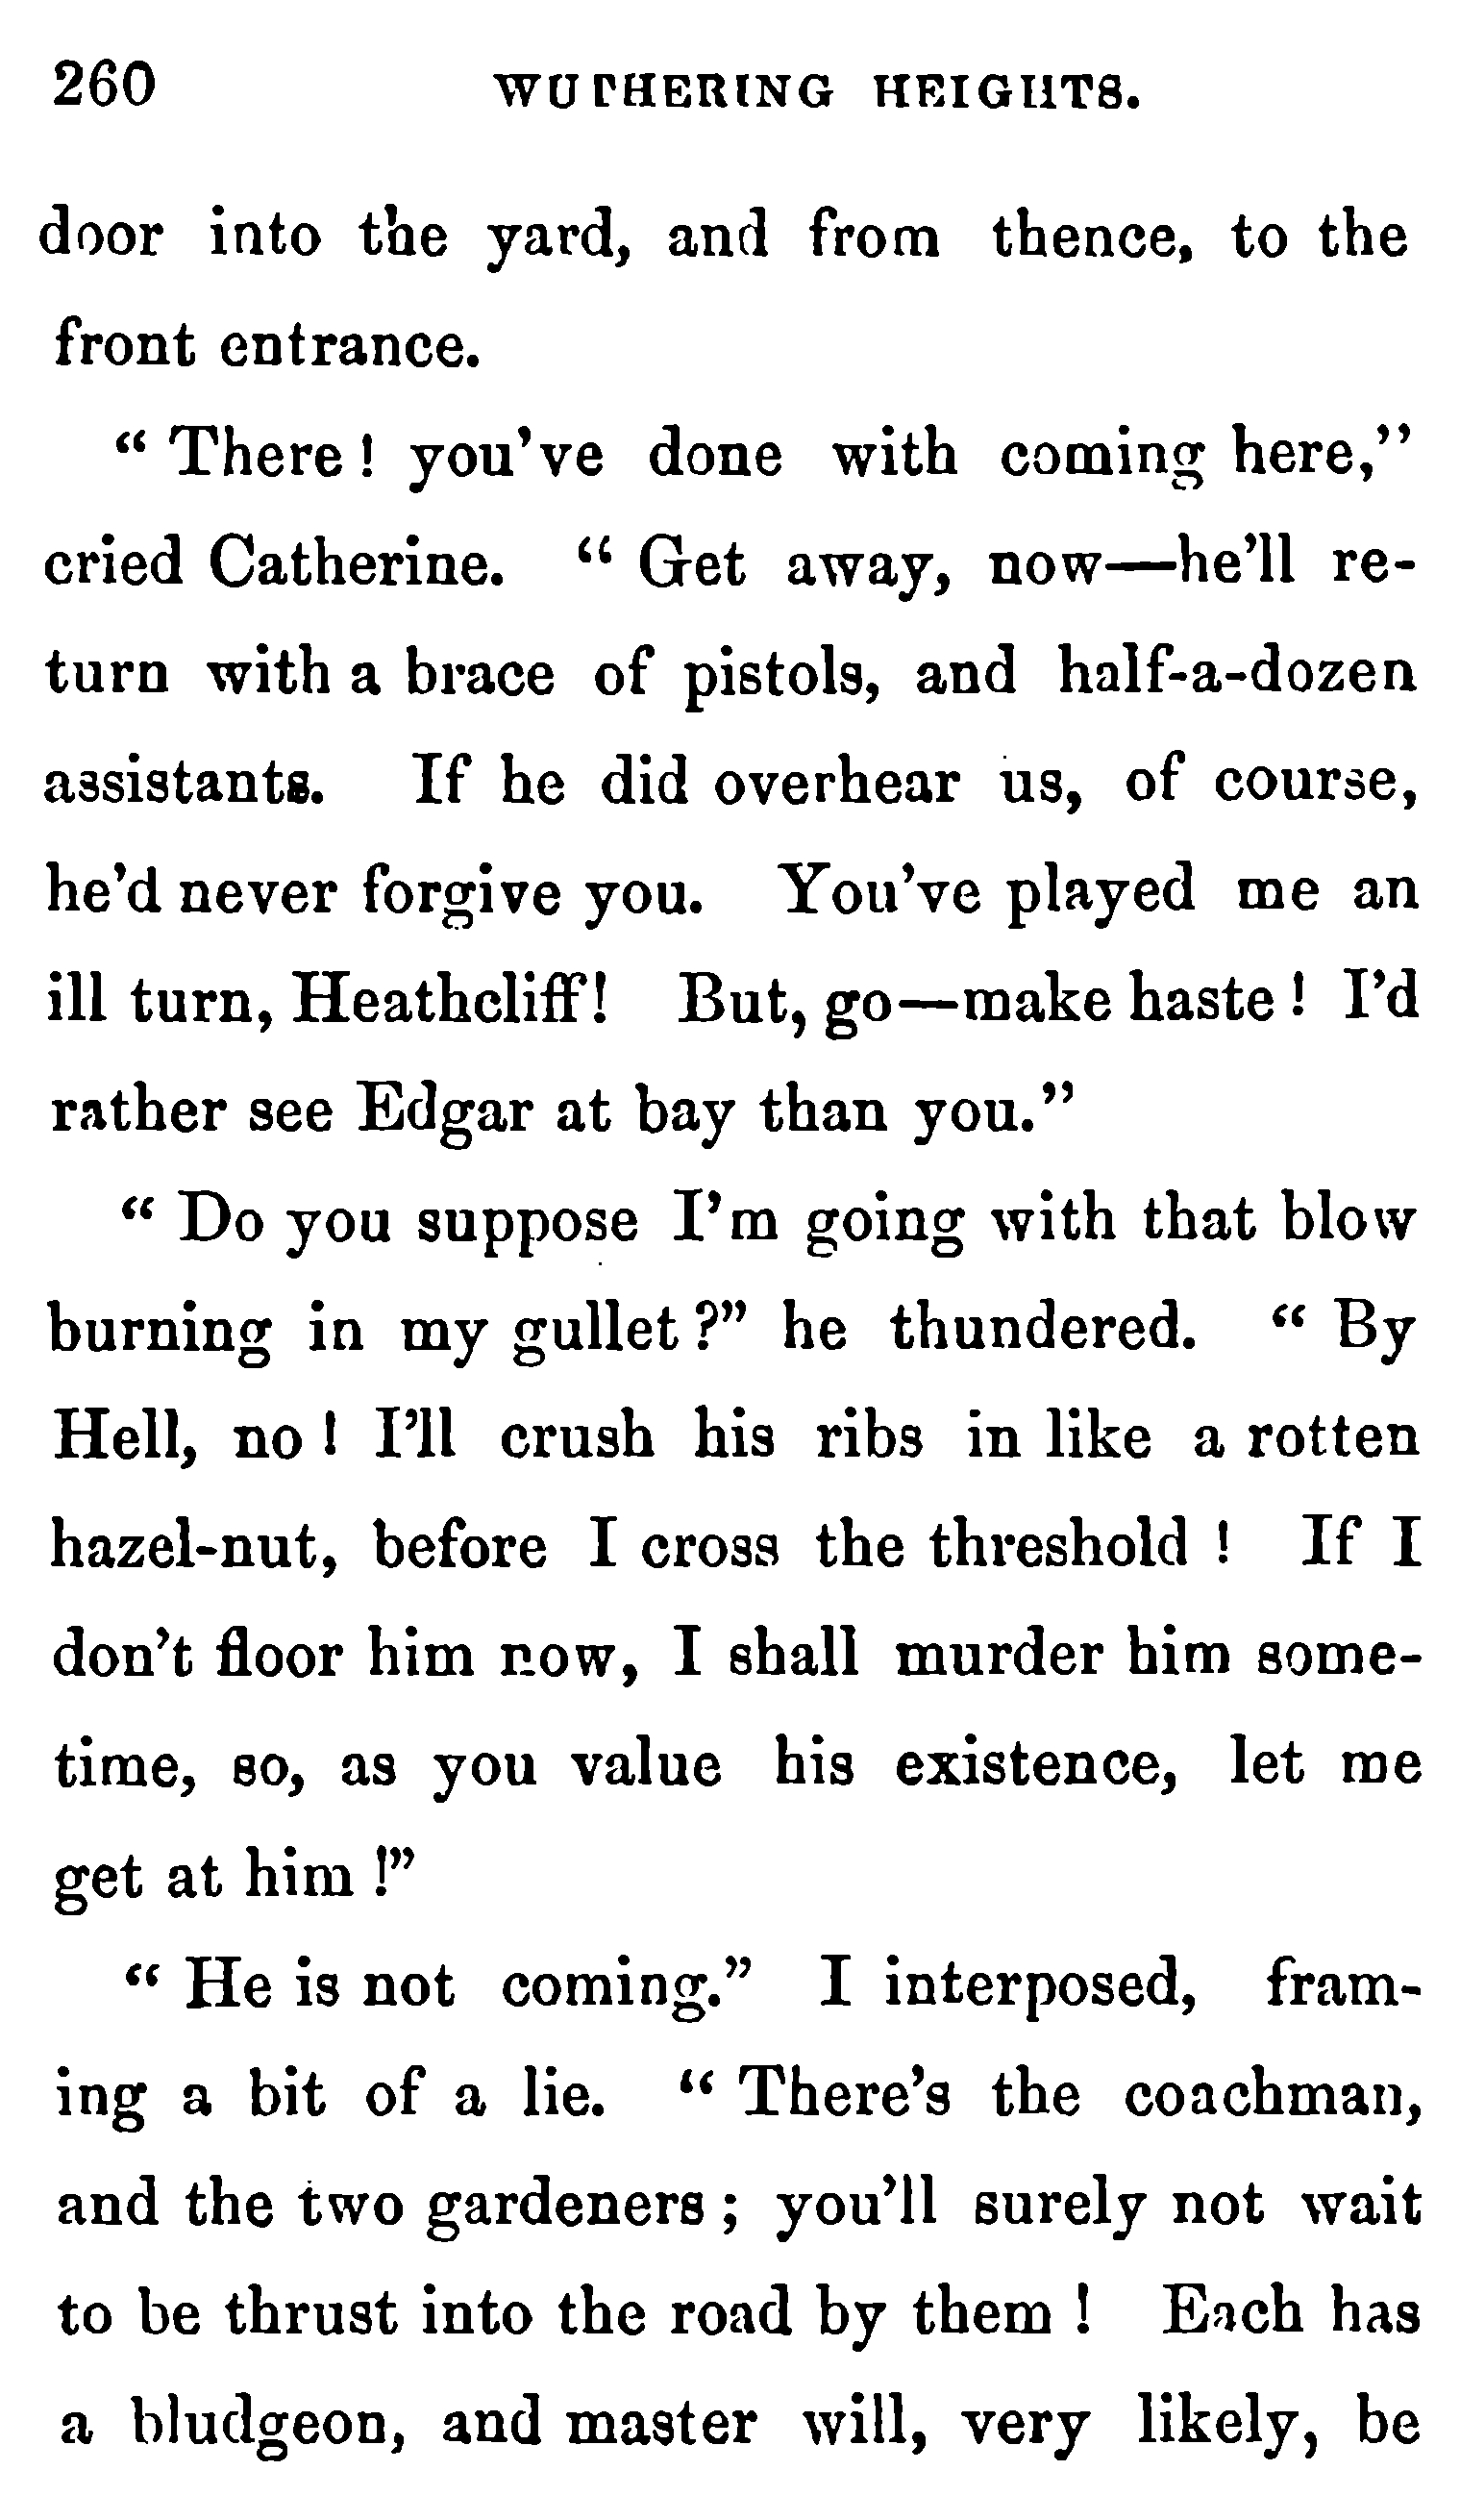 260 WUTHERING HEIGHTS.
door into the yard, and from thence, to the
front entrance.
“ There ! you’ve done with coming here,”
cried Catherine. “ Get away, now—he’ll re-
turn with a brace of pistols, and half-a-dozen
assistants. If he did overhear us, of course,
he’d never forgive you. You’ve played me an
ill turn, Heathcliff! But, go—make haste ! I’d
rather see Edgar at bay than you.”
“ Do you suppose I’m going with that blow
burning in my gullet ?” he thundered. “ By
Hell, no ! I’ll crush his ribs in like a rotten
hazel-nut, before I cross the threshold ! If I
don’t floor him now, I shall murder him some-
time, so, as you value his existence, let me
get at him !”
“ He is not coming.” I interposed, fram-
ing a bit of a lie. “ There’s the coachman,
and the two gardeners ; you’ll surely not wait
to be thrust into the road by them ! Each has
a bludgeon, and master will, very likely, be